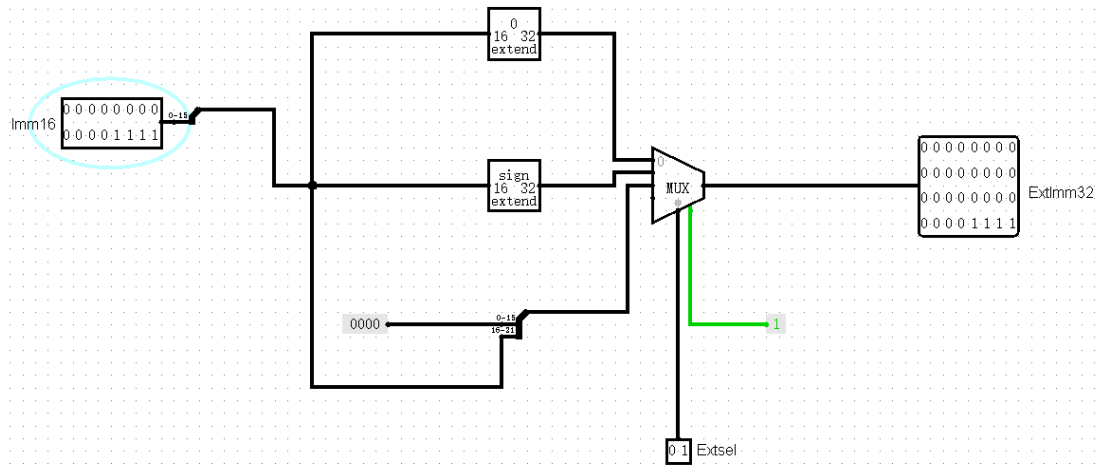 0
16 32
extend
Imm16
0 0 0 0 0 0 0 0
0 0 0 0 1 1 1 1
0-15
sign
16 32
extend
0
MUX
0 0 0 0 0 0 0 0
0 0 0 0 0 0 0 0
0 0 0 0 0 0 0 0
0 0 0 0 1 1 1 1
ExtImm32
0000
0-15
16-31
1
0 1
Extsel